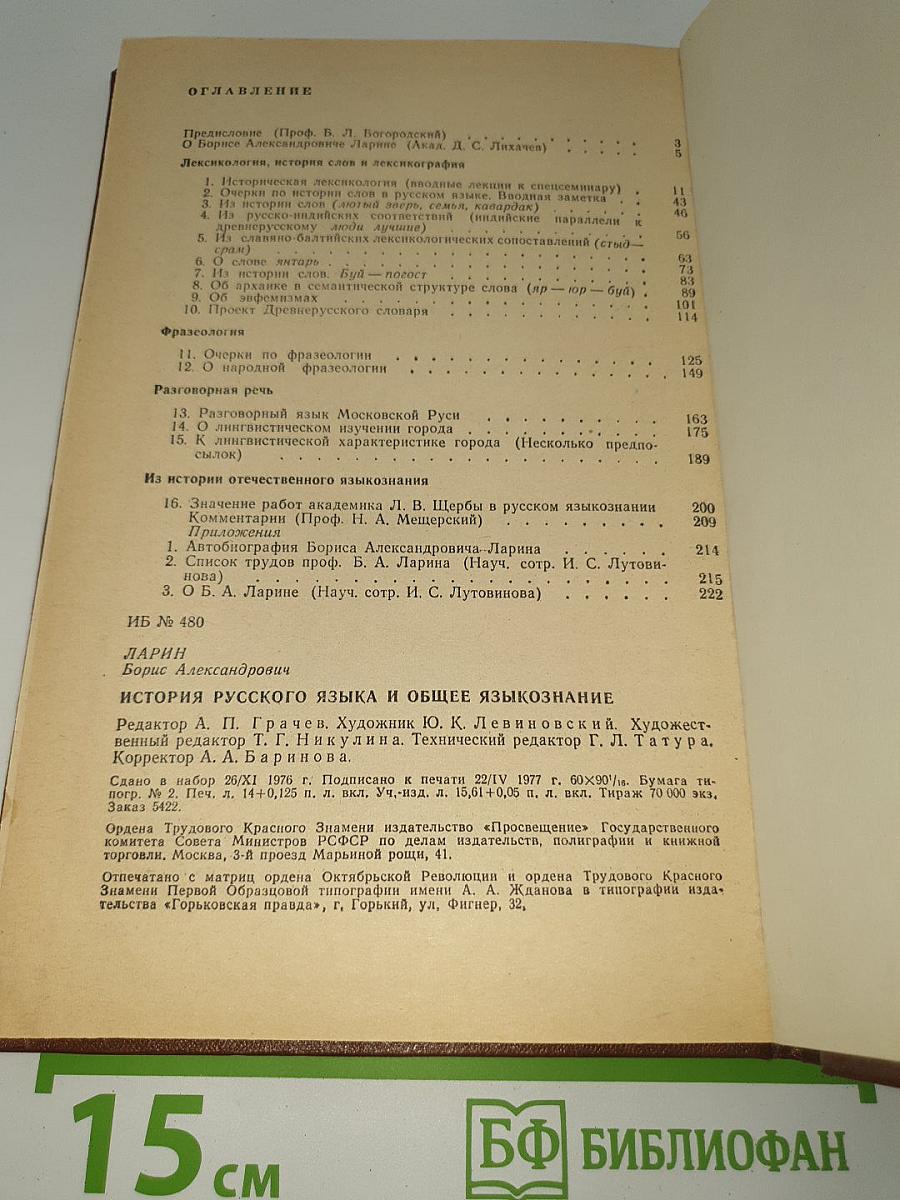 ОГЛАВЛЕНИЕ
Предисловие (Проф. Б. Л. Богородский) . . . . . . . . 3
О Борисе Александровиче Ларине (Акад. Д. С. Лихачев) . . . . . 5
Лексикология, история слов и лексикография
1. Историческая лексикология (вводные лекции к спецсеминару) . 11
2. Очерки по истории слов в русском языке. Вводная заметка . . 43
3. Из истории слов (лютый зверь, семья, кавардак) . . . . 46
4. Из русско-индийских соответствий (индийские параллели к
древнерусскому люди лучшие) . . . . . . . . . 56
5. Из славяно-балтийских лексикологических сопоставлений (стыд—
срам) . . . . . . . . . . . . . . . . 63
6. О слове янтарь . . . . . . . . . . . . . . 73
7. Из истории слов. Буй — погост . . . . . . . . . 83
8. Об архаике в семантической структуре слова (яр — юр — буй) . 89
9. Об эвфемизмах . . . . . . . . . . . . . . 101
10. Проект Древнерусского словаря . . . . . . . . . 114
Фразеология
11. Очерки по фразеологии . . . . . . . . . . . 125
12. О народной фразеологии . . . . . . . . . . . 149
Разговорная речь
13. Разговорный язык Московской Руси . . . . . . . . 163
14. О лингвистическом изучении города . . . . . . . . 175
15. К лингвистической характеристике города (Несколько предпо-
сылок) . . . . . . . . . . . . . . . . 189
Из истории отечественного языкознания
16. Значение работ академика Л. В. Щербы в русском языкознании 200
Комментарии (Проф. Н. А. Мещерский) . . . . . . . . 209
Приложения
1. Автобиография Бориса Александровича Ларина . . . . . . 214
2. Список трудов проф. Б. А. Ларина (Науч. сотр. И. С. Лутови-
нова) . . . . . . . . . . . . . . . . . 215
3. О Б. А. Ларине (Науч. сотр. И. С. Лутовинова) . . . . . . 222
ИБ № 480
ЛАРИН
Борис Александрович
ИСТОРИЯ РУССКОГО ЯЗЫКА И ОБЩЕЕ ЯЗЫКОЗНАНИЕ
Редактор А. П. Грачев. Художник Ю. К. Левиновский. Художест-
венный редактор Т. Г. Никулина. Технический редактор Г. Л. Татура.
Корректор А. А. Баринова.
Сдано в набор 26/XI 1976 г. Подписано к печати 22/IV 1977 г. 60×90¹/₁₆. Бумага ти-
погр. № 2. Печ. л. 14+0,125 п. л. вкл. Уч.-изд. л. 15,61+0,05 п. л. вкл. Тираж 70 000 экз.
Заказ 5422.
Ордена Трудового Красного Знамени издательство «Просвещение» Государственного
комитета Совета Министров РСФСР по делам издательств, полиграфии и книжной
торговли. Москва, 3-й проезд Марьиной рощи, 41.
Отпечатано с матриц ордена Октябрьской Революции и ордена Трудового Красного
Знамени Первой Образцовой типографии имени А. А. Жданова в типографии изда-
тельства «Горьковская правда», г. Горький, ул. Фигнер, 32.
15 см
БФ БИБЛИОФАН